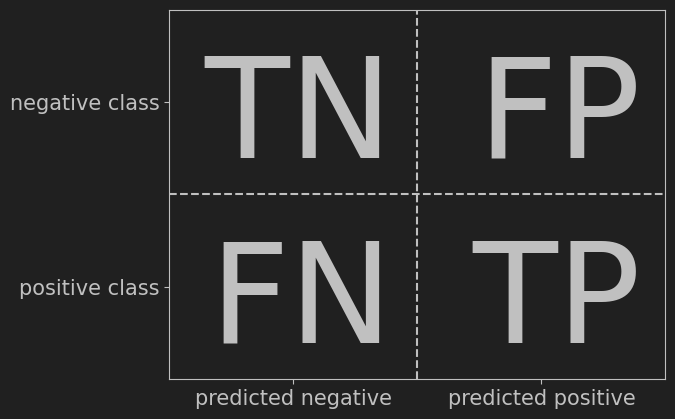 negative class TN FP
positive class FN TP
predicted negative predicted positive